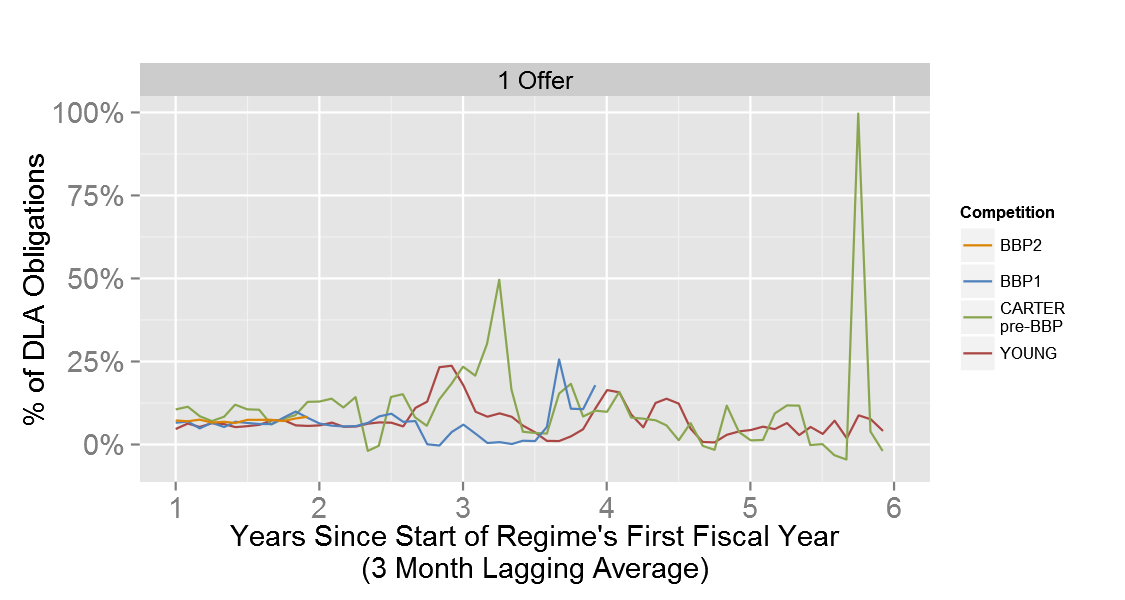 1 Offer
100%
75%
50%
25%
0%
% of DLA Obligations
1 2 3 4 5 6
Years Since Start of Regime's First Fiscal Year
(3 Month Lagging Average)
Competition
BBP2
BBP1
CARTER
pre-BBP
YOUNG